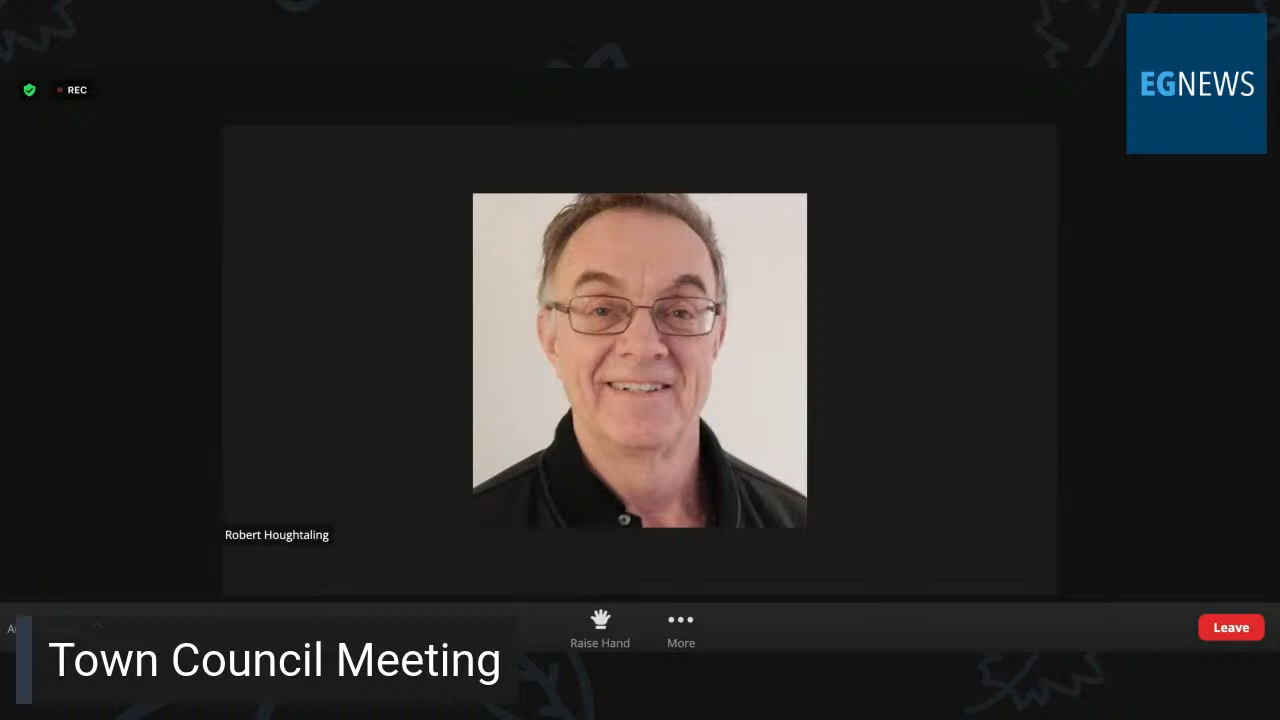 REC
EGNEWS
Robert Houghtaling
Raise Hand
More
Leave
Town Council Meeting